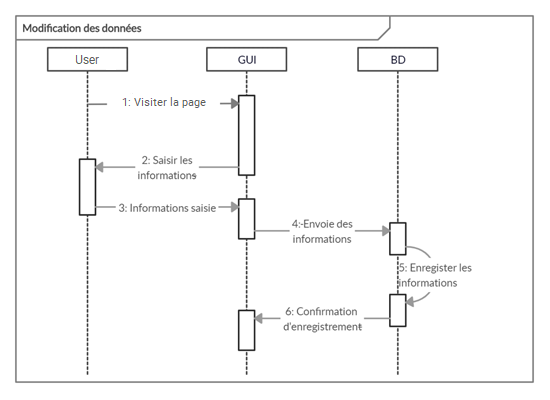 Modification des données
User
GUI
BD
1: Visiter la page
2: Saisir les
informations
3: Informations saisie
4: Envoie des
informations
5: Enregister les
informations
6: Confirmation
d'enregistrement